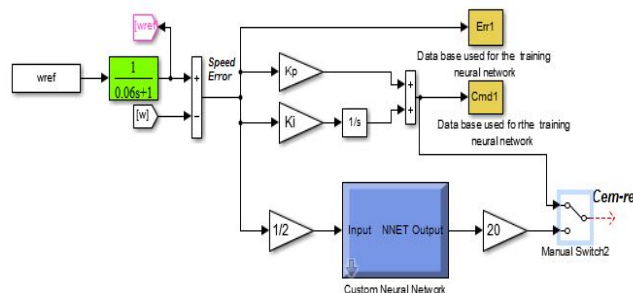 [wref
Err1
wref
1
0.06s+1
Speed
Error
Data base used for the training
neural network
[w]
Kp
Cmd1
Ki
1/s
Data base used forthe training
neural network
Cem-re
1/2
Input
NNET Output
20
Manual Switch2
Custom Neural Network